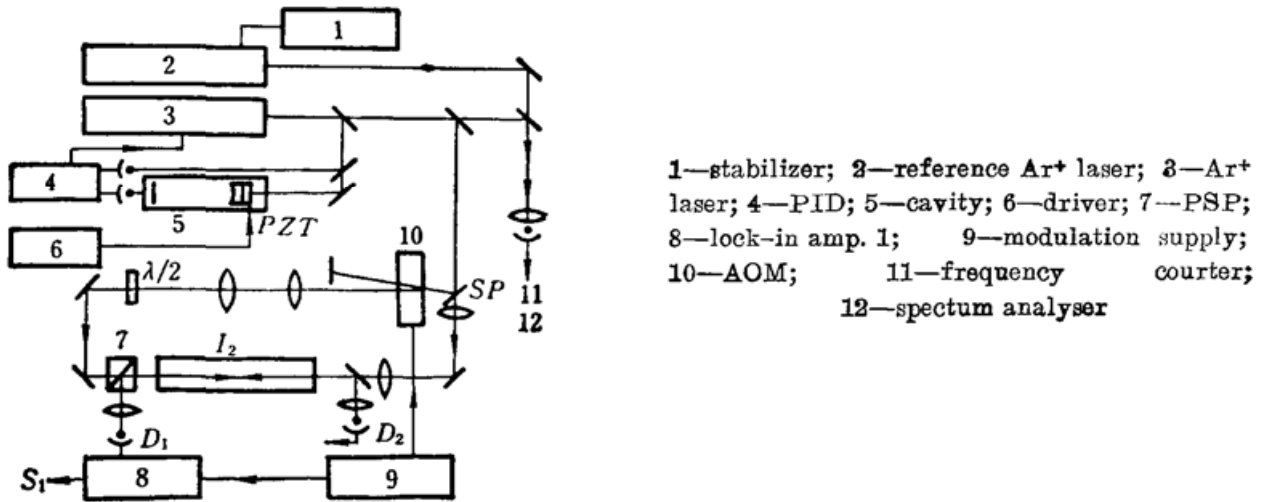 1
2
3
4
5
PZT
6
10
λ/2
SP
11
12
7
I₂
D₁
D₂
S₁
8
9
1—stabilizer; 2—reference Ar⁺ laser; 3—Ar⁺
laser; 4—PID; 5—cavity; 6—driver; 7—PSP;
8—lock-in amp. 1; 9—modulation supply;
10—AOM; 11—frequency courter;
12—spectum analyser